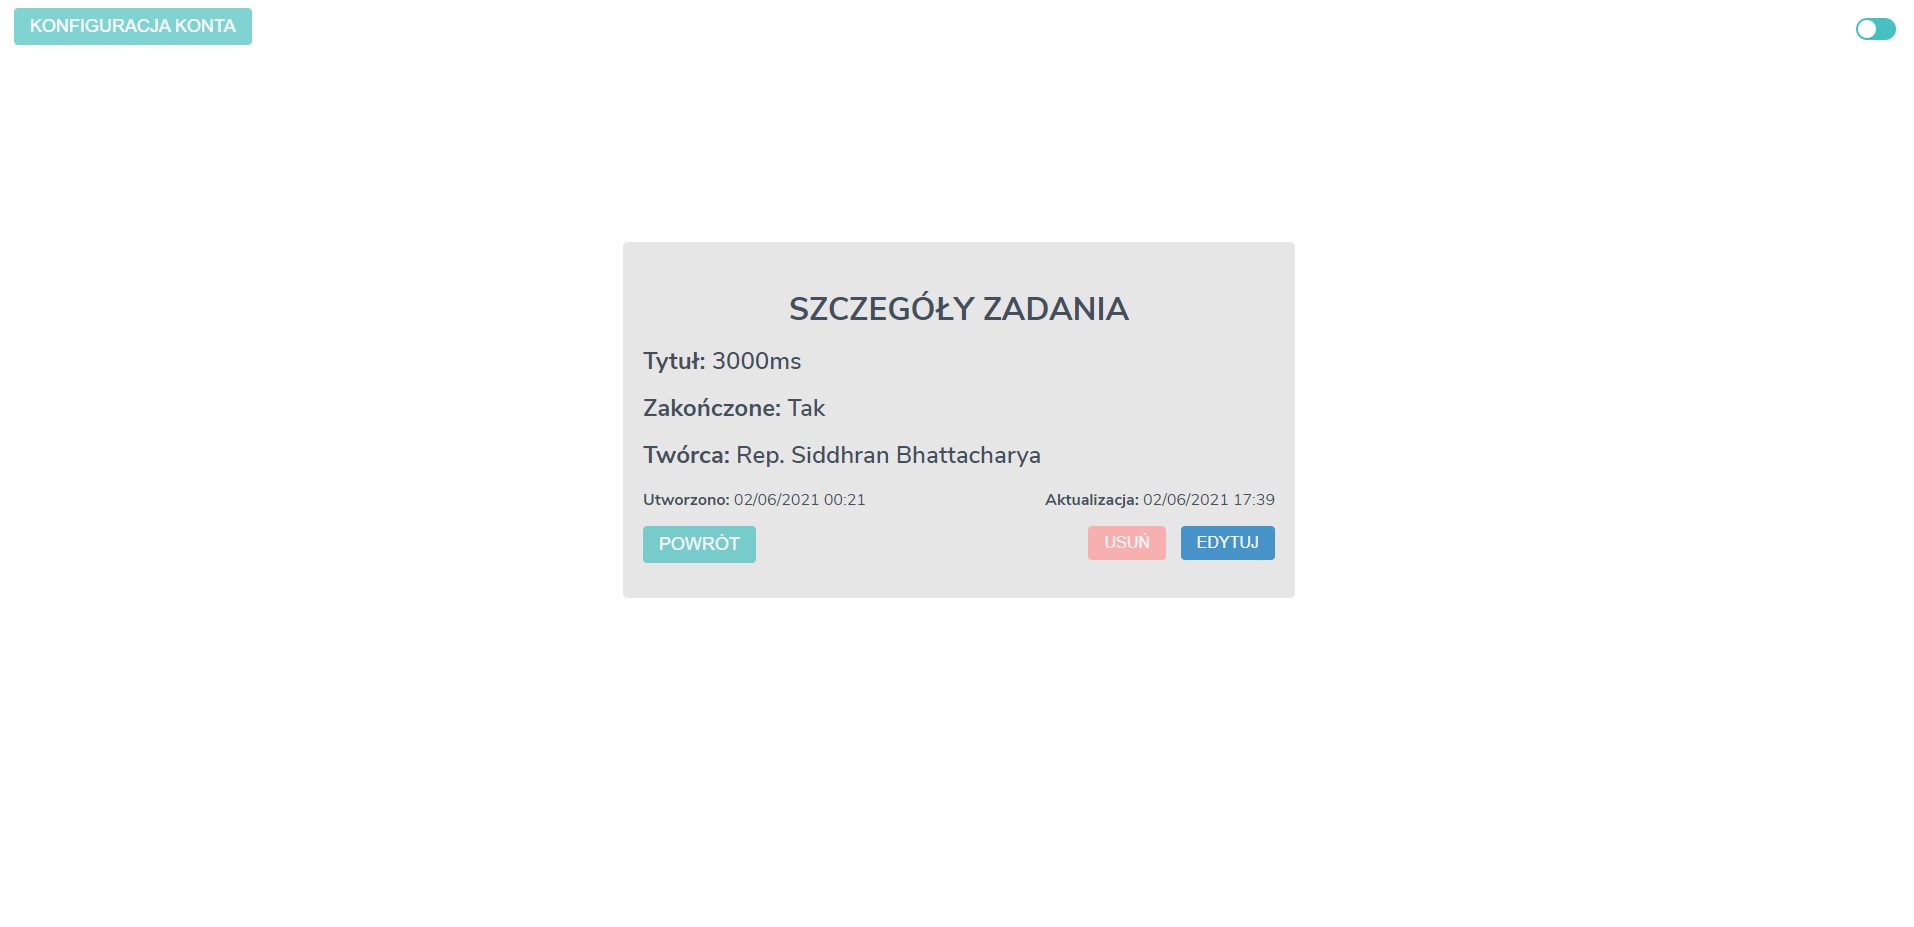 KONFIGURACJA KONTA
SZCZEGÓŁY ZADANIA
Tytuł: 3000ms
Zakończone: Tak
Twórca: Rep. Siddhran Bhattacharya
Utworzono: 02/06/2021 00:21 Aktualizacja: 02/06/2021 17:39
POWRÓT USUŃ EDYTUJ